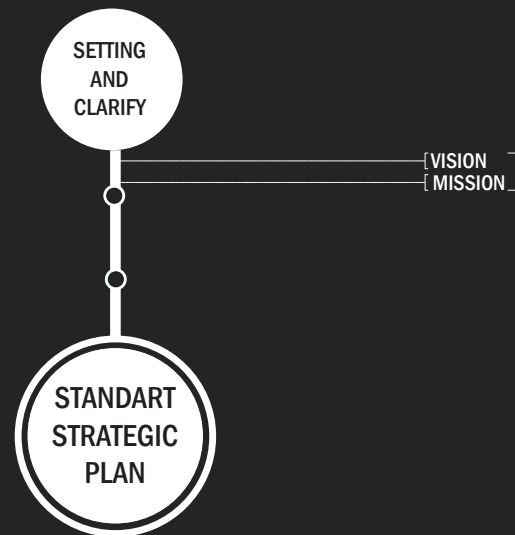 SETTING
AND
CLARIFY
[VISION
[MISSION
STANDART
STRATEGIC
PLAN